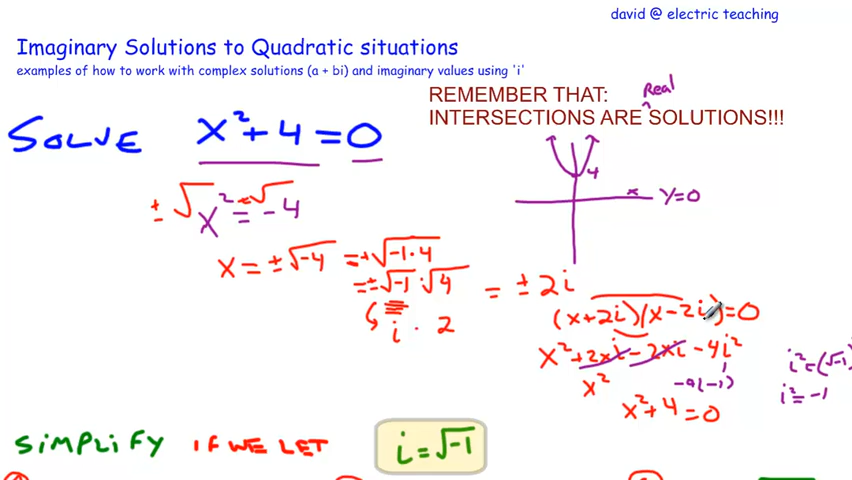 david @ electric teaching
Imaginary Solutions to Quadratic situations
examples of how to work with complex solutions (a + bi) and imaginary values using 'i'
REMEMBER THAT:
Real
INTERSECTIONS ARE ^ SOLUTIONS!!!
SOLVE x²+4=0
4
x y=0
±√x² = √-4
x = ±√-4 = ±√-1·4
= ±√-1·√4 = ±2i
i · 2
(x+2i)(x-2i)=0
x²+2xi-2xi-4i²
x² -4(-1)
x²+4=0
i²=(√-1)
i²=-1
SIMPLIFY IF WE LET i=√-1